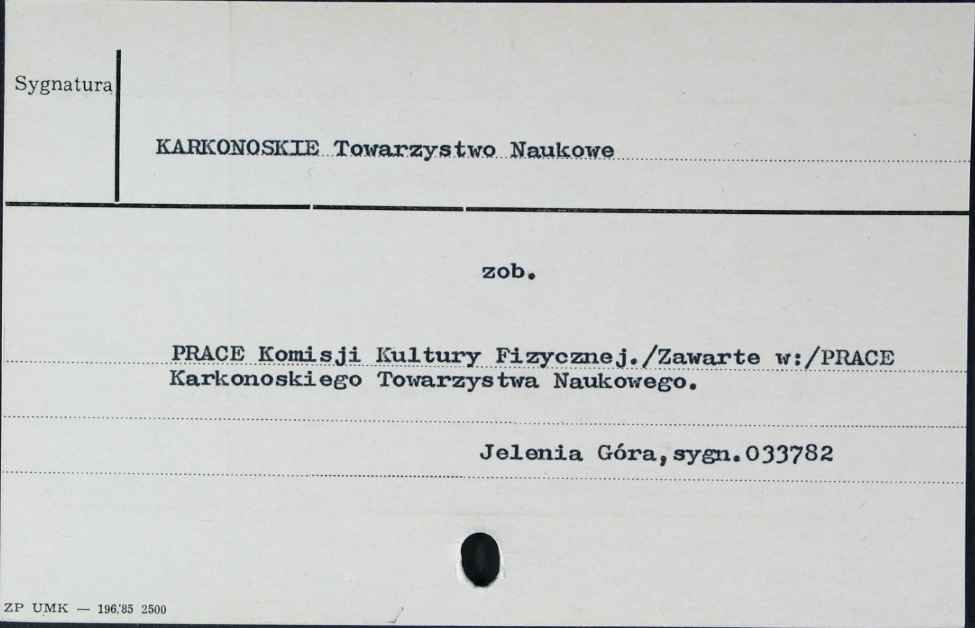 Sygnatura
KARKONOSKIE Towarzystwo Naukowe
zob.
PRACE Komisji Kultury Fizycznej./Zawarte w:/PRACE
Karkonoskiego Towarzystwa Naukowego.
Jelenia Góra,sygn.033782
ZP UMK — 196.'85 2500